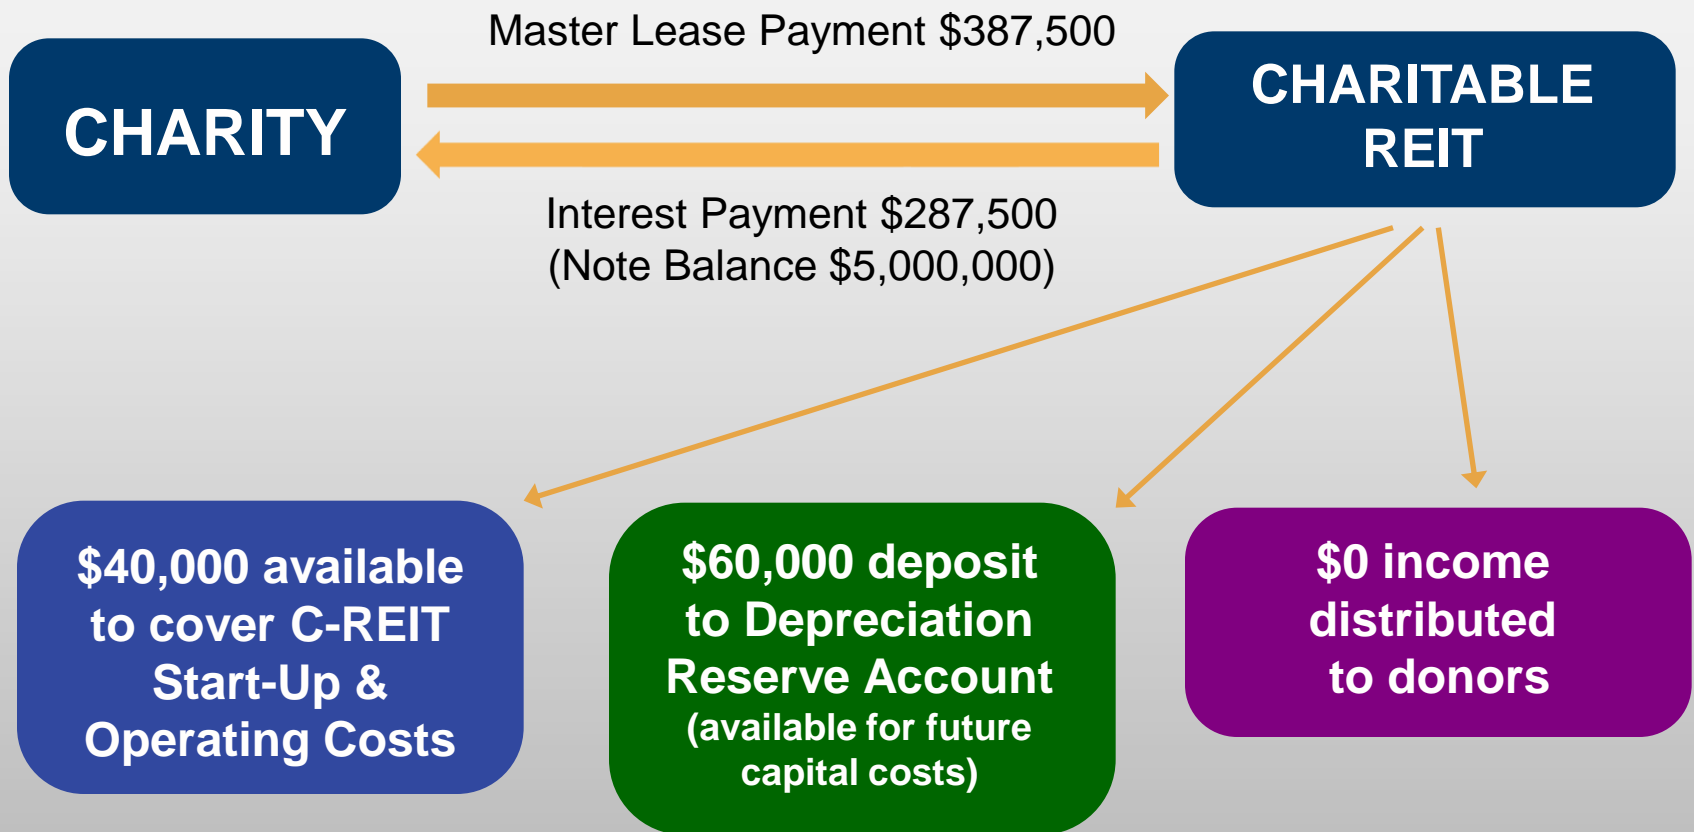 Master Lease Payment $387,500
CHARITY
CHARITABLE
REIT
Interest Payment $287,500
(Note Balance $5,000,000)
$40,000 available
to cover C-REIT
Start-Up &
Operating Costs
$60,000 deposit
to Depreciation
Reserve Account
(available for future
capital costs)
$0 income
distributed
to donors